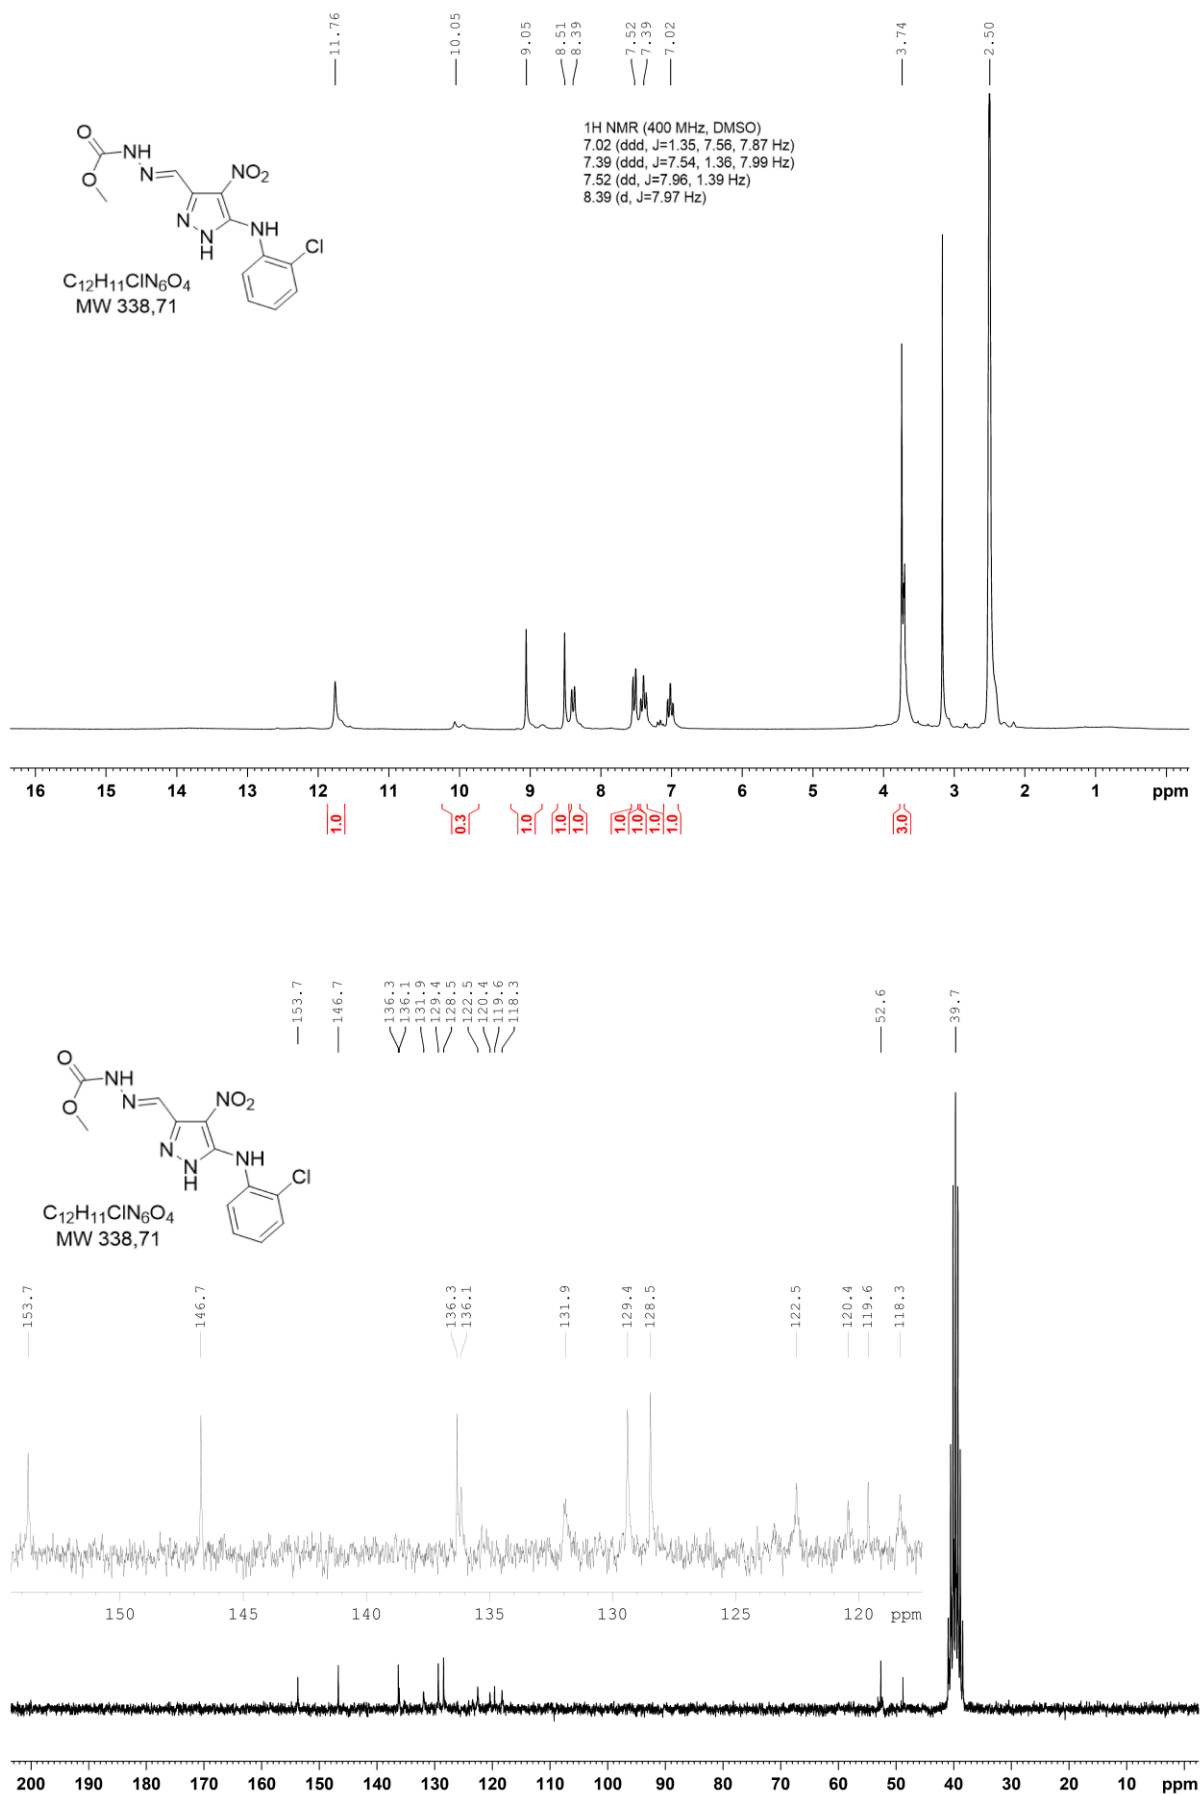 11.76
10.05
9.05
8.51
8.39
7.52
7.39
7.02
3.74
2.50
1H NMR (400 MHz, DMSO)
7.02 (ddd, J=1.35, 7.56, 7.87 Hz)
7.39 (ddd, J=7.54, 1.36, 7.99 Hz)
7.52 (dd, J=7.96, 1.39 Hz)
8.39 (d, J=7.97 Hz)
O
NH
O
N
NO2
N
N
H
NH
Cl
C12H11ClN6O4
MW 338,71
16 15 14 13 12 11 10 9 8 7 6 5 4 3 2 1 ppm
1.0
0.3
1.0
1.0
1.0
1.0
1.0
1.0
1.0
3.0
153.7
146.7
136.3
136.1
131.9
129.4
128.5
122.5
120.4
119.6
118.3
52.6
39.7
O
NH
O
N
NO2
N
N
H
NH
Cl
C12H11ClN6O4
MW 338,71
153.7
146.7
136.3
136.1
131.9
129.4
128.5
122.5
120.4
119.6
118.3
150 145 140 135 130 125 120 ppm
200 190 180 170 160 150 140 130 120 110 100 90 80 70 60 50 40 30 20 10 ppm